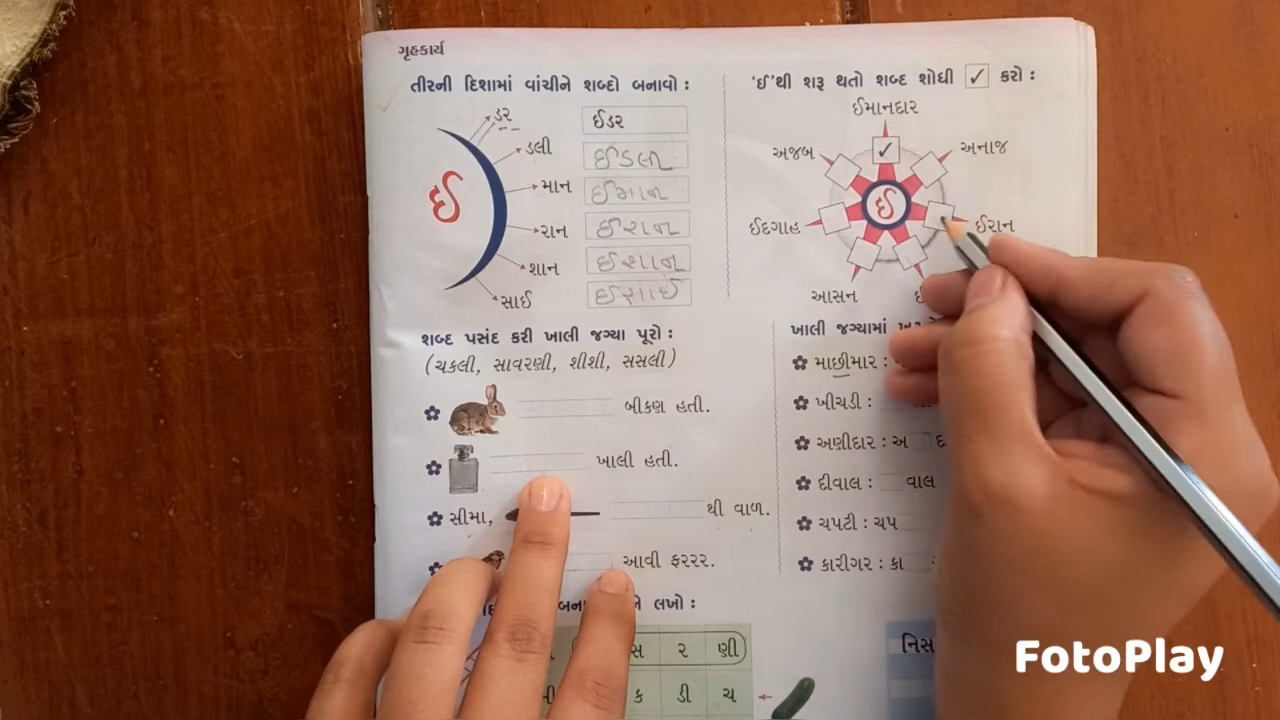 ગૃહકાર્ય
તીરની દિશામાં વાંચીને શબ્દો બનાવો :
ઈ
ડર ઈડર
ડલી ઈડલી
માન ઈમાન
રાન ઈરાન
શાન ઈશાન
સાઈ ઈસાઈ
'ઈ'થી શરૂ થતો શબ્દ શોધી ✓ કરો :
ઈમાનદાર
અજબ ✓ અનાજ
ઈ
ઈદગાહ ઈરાન
આસન
શબ્દ પસંદ કરી ખાલી જગ્યા પૂરો :
(ચકલી, સાવરણી, શીશી, સસલી)
બીકણ હતી.
ખાલી હતી.
સીમા, થી વાળ.
આવી ફરરર.
ખાલી જગ્યામાં
માછીમાર :
ખીચડી :
અણીદાર : અ દ
દીવાલ : વાલ
ચપટી : ચપ
કારીગર : કા
લખો :
સ ર ણી
ક ડી ચ
નિસ
FotoPlay